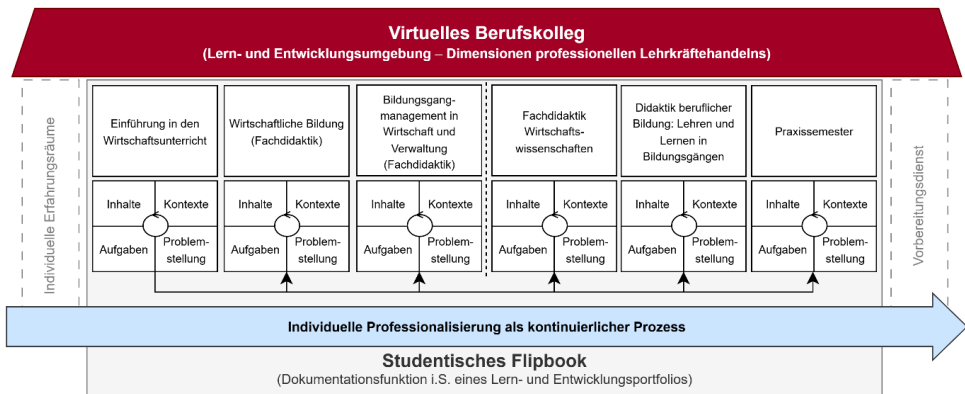 Virtuelles Berufskolleg
(Lern- und Entwicklungsumgebung – Dimensionen professionellen Lehrkräftehandelns)
Individuelle Erfahrungsräume
Einführung in den
Wirtschaftsunterricht
Wirtschaftliche Bildung
(Fachdidaktik)
Bildungsgang-
management in
Wirtschaft und
Verwaltung
(Fachdidaktik)
Fachdidaktik
Wirtschafts-
wissenschaften
Didaktik beruflicher
Bildung: Lehren und
Lernen in
Bildungsgängen
Praxissemester
Vorbereitungsdienst
Inhalte
Kontexte
Aufgaben
Problem-
stellung
Inhalte
Kontexte
Aufgaben
Problem-
stellung
Inhalte
Kontexte
Aufgaben
Problem-
stellung
Inhalte
Kontexte
Aufgaben
Problem-
stellung
Inhalte
Kontexte
Aufgaben
Problem-
stellung
Inhalte
Kontexte
Aufgaben
Problem-
stellung
Individuelle Professionalisierung als kontinuierlicher Prozess
Studentisches Flipbook
(Dokumentationsfunktion i.S. eines Lern- und Entwicklungsportfolios)